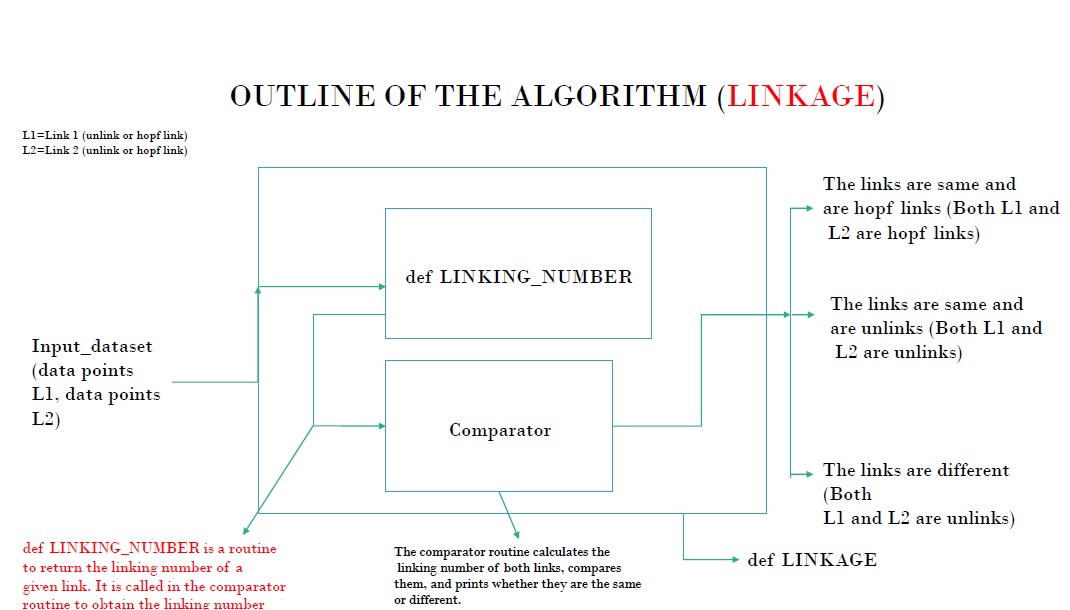 OUTLINE OF THE ALGORITHM (LINKAGE)
L1=Link 1 (unlink or hopf link)
L2=Link 2 (unlink or hopf link)
The links are same and
are hopf links (Both L1 and
L2 are hopf links)
def LINKING_NUMBER
The links are same and
are unlinks (Both L1 and
L2 are unlinks)
Input_dataset
(data points
L1, data points
L2)
Comparator
The links are different
(Both
L1 and L2 are unlinks)
def LINKING_NUMBER is a routine
to return the linking number of a
given link. It is called in the comparator
routine to obtain the linking number
The comparator routine calculates the
linking number of both links, compares
them, and prints whether they are the same
or different.
def LINKAGE